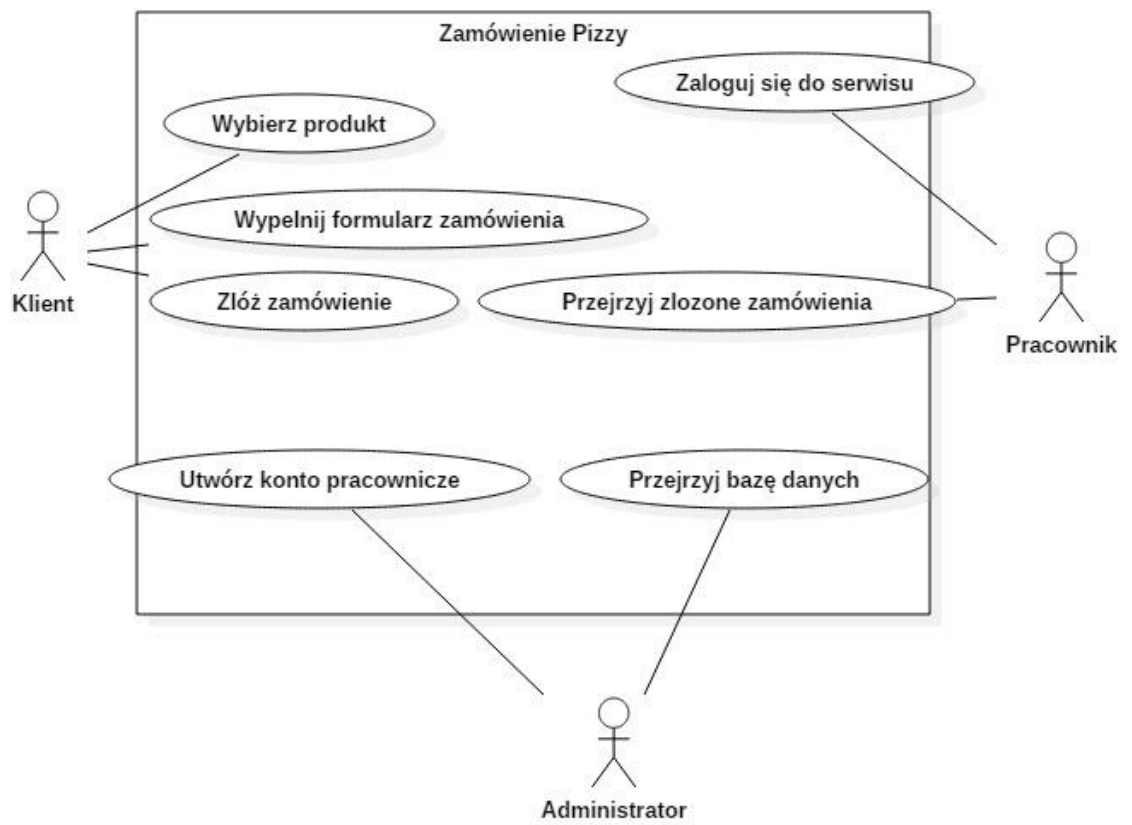 Zamówienie Pizzy
Zaloguj się do serwisu
Wybierz produkt
Wypelnij formularz zamówienia
Klient
Zlóż zamówienie
Przejrzyj zlozone zamówienia
Pracownik
Utwórz konto pracownicze
Przejrzyj bazę danych
Administrator